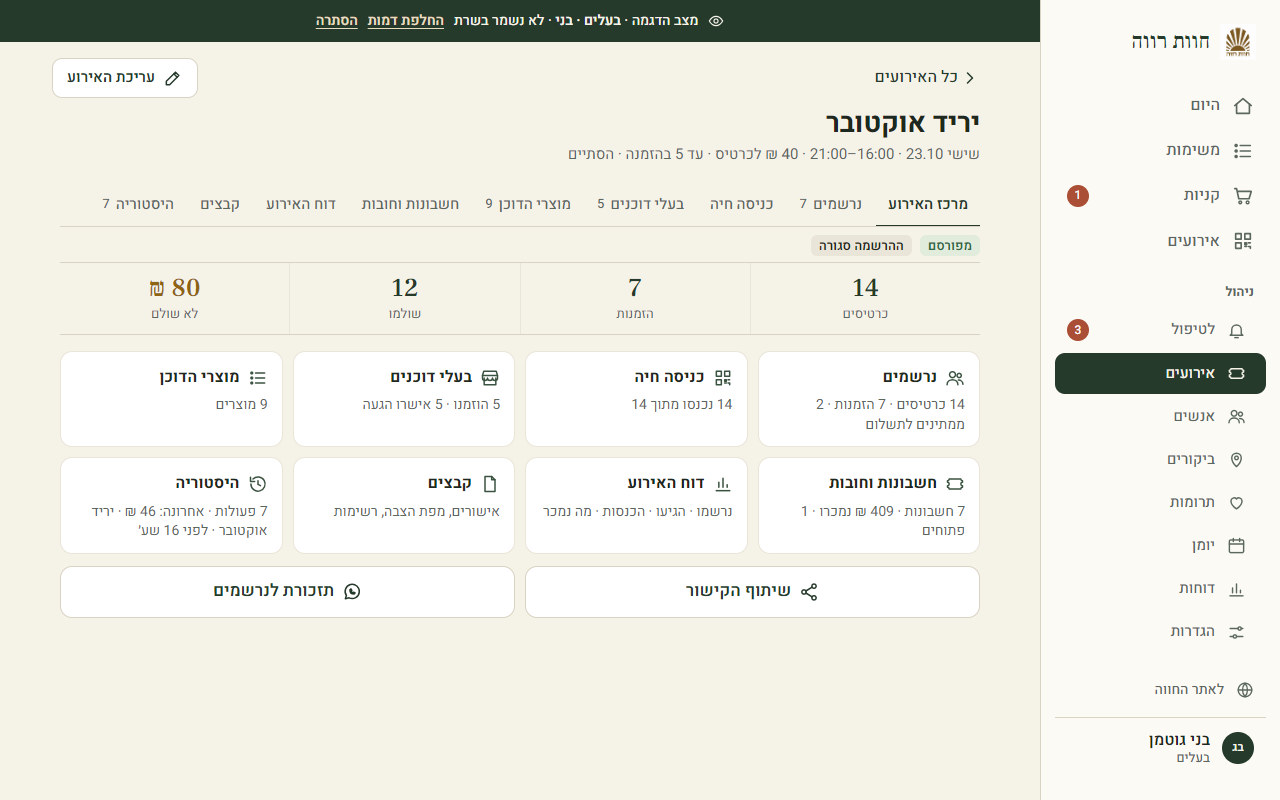 מצב הדגמה · בעלים · בני · לא נשמר בשרת החלפת דמות הסתרה
חוות רווה
היום
משימות
קניות 1
אירועים
ניהול
לטיפול 3
אירועים
אנשים
ביקורים
תרומות
יומן
דוחות
הגדרות
לאתר החווה
בג
בני גוטמן
בעלים
כל האירועים
עריכת האירוע
יריד אוקטובר
שישי 23.10 · 16:00–21:00 · 40 ₪ לכרטיס · עד 5 בהזמנה · הסתיים
מרכז האירוע נרשמים 7 כניסה חיה בעלי דוכנים 5 מוצרי הדוכן 9 חשבונות וחובות דוח האירוע קבצים היסטוריה 7
מפורסם ההרשמה סגורה
14 כרטיסים
7 הזמנות
12 שולמו
80 ₪ לא שולם
נרשמים
14 כרטיסים · 7 הזמנות · 2
ממתינים לתשלום
כניסה חיה
14 נכנסו מתוך 14
בעלי דוכנים
5 הוזמנו · 5 אישרו הגעה
מוצרי הדוכן
9 מוצרים
חשבונות וחובות
7 חשבונות · 409 ₪ נמכרו · 1
פתוחים
דוח האירוע
נרשמו · הגיעו · הכנסות · מה נמכר
קבצים
אישורים, מפת הצבה, רשימות
היסטוריה
7 פעולות · אחרונה: 46 ₪ · יריד
אוקטובר · לפני 16 שע׳
שיתוף הקישור
תזכורת לנרשמים